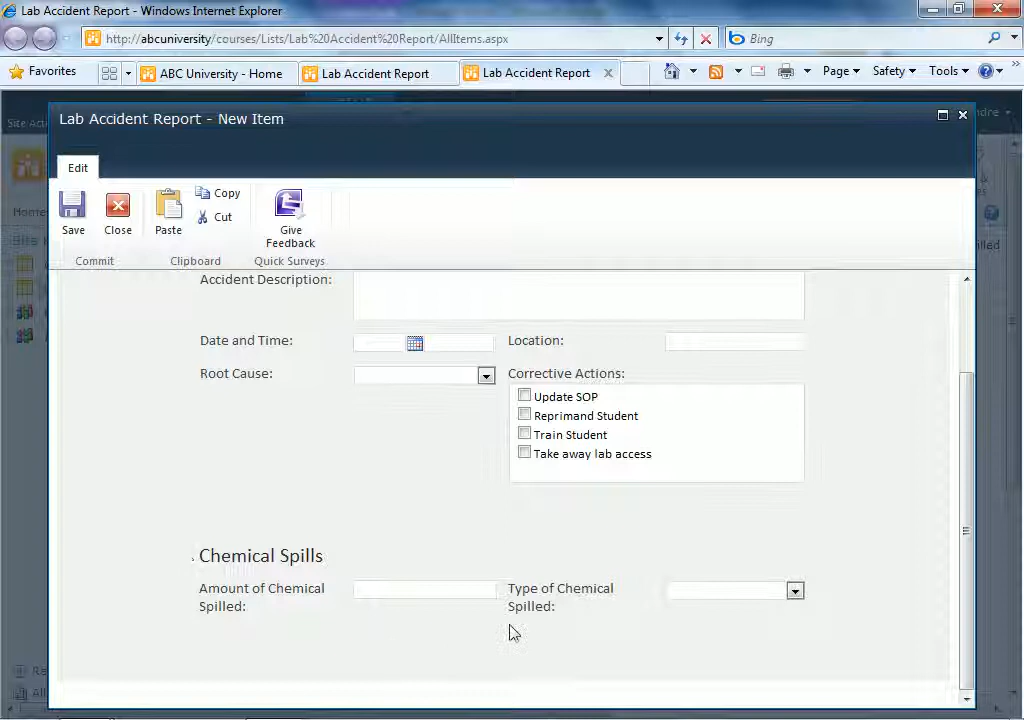 Lab Accident Report - Windows Internet Explorer
http://abcuniversity/courses/Lists/Lab%20Accident%20Report/AllItems.aspx
Bing
Favorites
ABC University - Home
Lab Accident Report
Lab Accident Report
Page
Safety
Tools
Lab Accident Report - New Item
Edit
Save
Close
Paste
Copy
Cut
Give
Feedback
Commit
Clipboard
Quick Surveys
Accident Description:
Date and Time:
Location:
Root Cause:
Corrective Actions:
Update SOP
Reprimand Student
Train Student
Take away lab access
Chemical Spills
Amount of Chemical
Spilled:
Type of Chemical
Spilled: